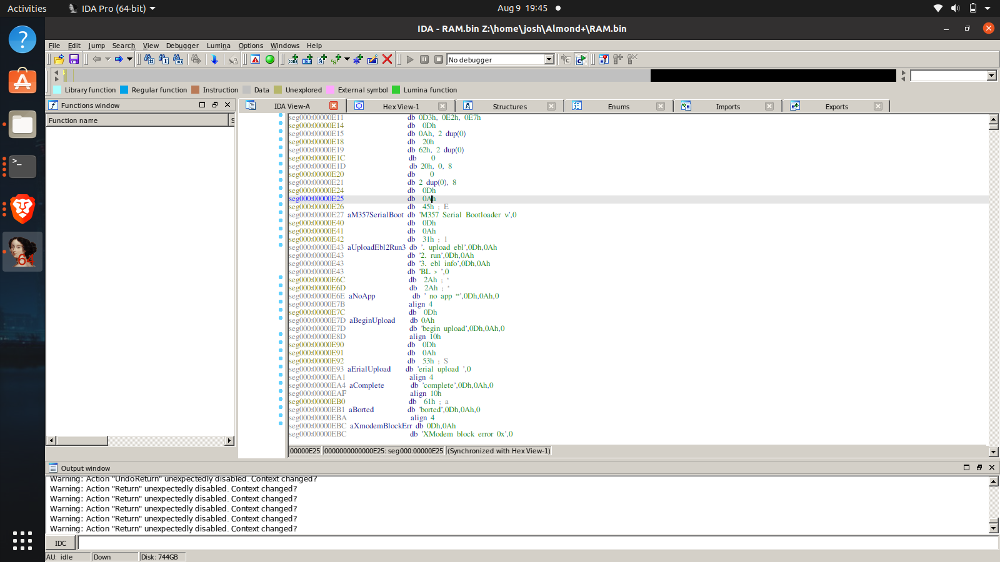 Activities IDA Pro (64-bit) Aug 9 19:45
IDA - RAM.bin Z:\home\josh\Almond+\RAM.bin
File Edit Jump Search View Debugger Lumina Options Windows Help
No debugger
Library function Regular function Instruction Data Unexplored External symbol Lumina function
Functions window IDA View-A Hex View-1 Structures Enums Imports Exports
Function name S
seg000:00000E11 db 0D3h, 0E2h, 0E7h
seg000:00000E14 db 0Dh
seg000:00000E15 db 0Ah, 2 dup(0)
seg000:00000E18 db 20h
seg000:00000E19 db 62h, 2 dup(0)
seg000:00000E1C db 0
seg000:00000E1D db 20h, 0, 8
seg000:00000E20 db 0
seg000:00000E21 db 2 dup(0), 8
seg000:00000E24 db 0Dh
seg000:00000E25 db 0Ah
seg000:00000E26 db 45h ; E
seg000:00000E27 aM357SerialBoot db 'M357 Serial Bootloader v',0
seg000:00000E40 db 0Dh
seg000:00000E41 db 0Ah
seg000:00000E42 db 31h ; 1
seg000:00000E43 aUploadEbl2Run3 db '. upload ebl',0Dh,0Ah
seg000:00000E43 db '2. run',0Dh,0Ah
seg000:00000E43 db '3. ebl info',0Dh,0Ah
seg000:00000E43 db 'BL > ',0
seg000:00000E6C db 2Ah ; *
seg000:00000E6D db 2Ah ; *
seg000:00000E6E aNoApp db ' no app **',0Dh,0Ah,0
seg000:00000E7B align 4
seg000:00000E7C db 0Dh
seg000:00000E7D aBeginUpload db 0Ah
seg000:00000E7D db 'begin upload',0Dh,0Ah,0
seg000:00000E8D align 10h
seg000:00000E90 db 0Dh
seg000:00000E91 db 0Ah
seg000:00000E92 db 53h ; S
seg000:00000E93 aErialUpload db 'erial upload ',0
seg000:00000EA1 align 4
seg000:00000EA4 aComplete db 'complete',0Dh,0Ah,0
seg000:00000EAF align 10h
seg000:00000EB0 db 61h ; a
seg000:00000EB1 aBorted db 'borted',0Dh,0Ah,0
seg000:00000EBA align 4
seg000:00000EBC aXmodemBlockErr db 0Dh,0Ah
seg000:00000EBC db 'XModem block error 0x',0
00000E25 0000000000000E25: seg000:00000E25 (Synchronized with Hex View-1)
Output window
Warning: Action "UndoReturn" unexpectedly disabled. Context changed?
Warning: Action "Return" unexpectedly disabled. Context changed?
Warning: Action "Return" unexpectedly disabled. Context changed?
Warning: Action "Return" unexpectedly disabled. Context changed?
Warning: Action "Return" unexpectedly disabled. Context changed?
Warning: Action "Return" unexpectedly disabled. Context changed?
IDC
AU: idle Down Disk: 744GB
64